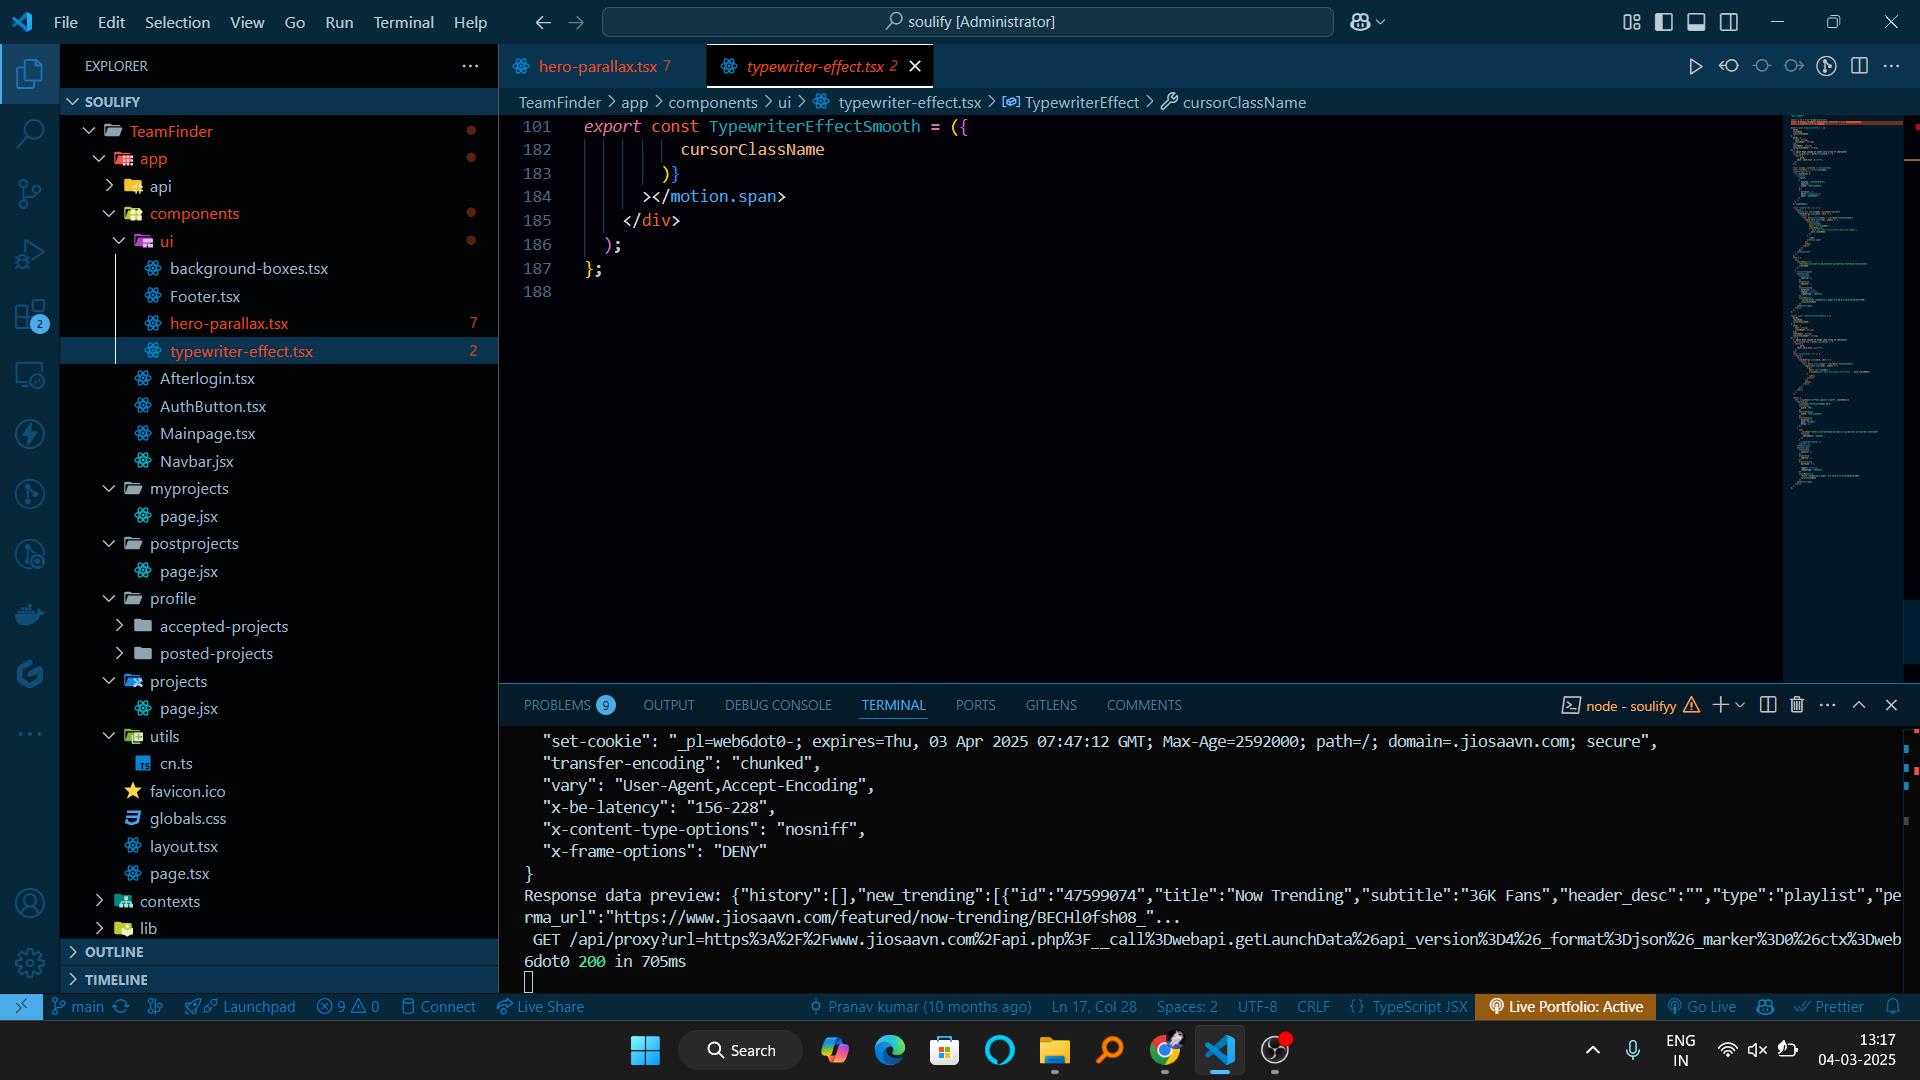 File Edit Selection View Go Run Terminal Help
soulify [Administrator]
EXPLORER
SOULIFY
TeamFinder
app
api
components
ui
background-boxes.tsx
Footer.tsx
hero-parallax.tsx 7
typewriter-effect.tsx 2
Afterlogin.tsx
AuthButton.tsx
Mainpage.tsx
Navbar.jsx
myprojects
page.jsx
postprojects
page.jsx
profile
accepted-projects
posted-projects
projects
page.jsx
utils
cn.ts
favicon.ico
globals.css
layout.tsx
page.tsx
contexts
lib
OUTLINE
TIMELINE
2
hero-parallax.tsx 7
typewriter-effect.tsx 2
TeamFinder > app > components > ui > typewriter-effect.tsx > TypewriterEffect > cursorClassName
101 export const TypewriterEffectSmooth = ({
182 cursorClassName
183 )}
184 ></motion.span>
185 </div>
186 );
187 };
188
PROBLEMS 9 OUTPUT DEBUG CONSOLE TERMINAL PORTS GITLENS COMMENTS
node - soulifyy
"set-cookie": "_pl=web6dot0-; expires=Thu, 03 Apr 2025 07:47:12 GMT; Max-Age=2592000; path=/; domain=.jiosaavn.com; secure",
"transfer-encoding": "chunked",
"vary": "User-Agent,Accept-Encoding",
"x-be-latency": "156-228",
"x-content-type-options": "nosniff",
"x-frame-options": "DENY"
}
Response data preview: {"history":[],"new_trending":[{"id":"47599074","title":"Now Trending","subtitle":"36K Fans","header_desc":"","type":"playlist","pe
rma_url":"https://www.jiosaavn.com/featured/now-trending/BECHl0fsh08_"...
GET /api/proxy?url=https%3A%2F%2Fwww.jiosaavn.com%2Fapi.php%3F__call%3Dwebapi.getLaunchData%26api_version%3D4%26_format%3Djson%26_marker%3D0%26ctx%3Dweb
6dot0 200 in 705ms
main Launchpad 9 0 Connect Live Share Pranav kumar (10 months ago) Ln 17, Col 28 Spaces: 2 UTF-8 CRLF {} TypeScript JSX Live Portfolio: Active Go Live Prettier
Search
ENG
IN
13:17
04-03-2025